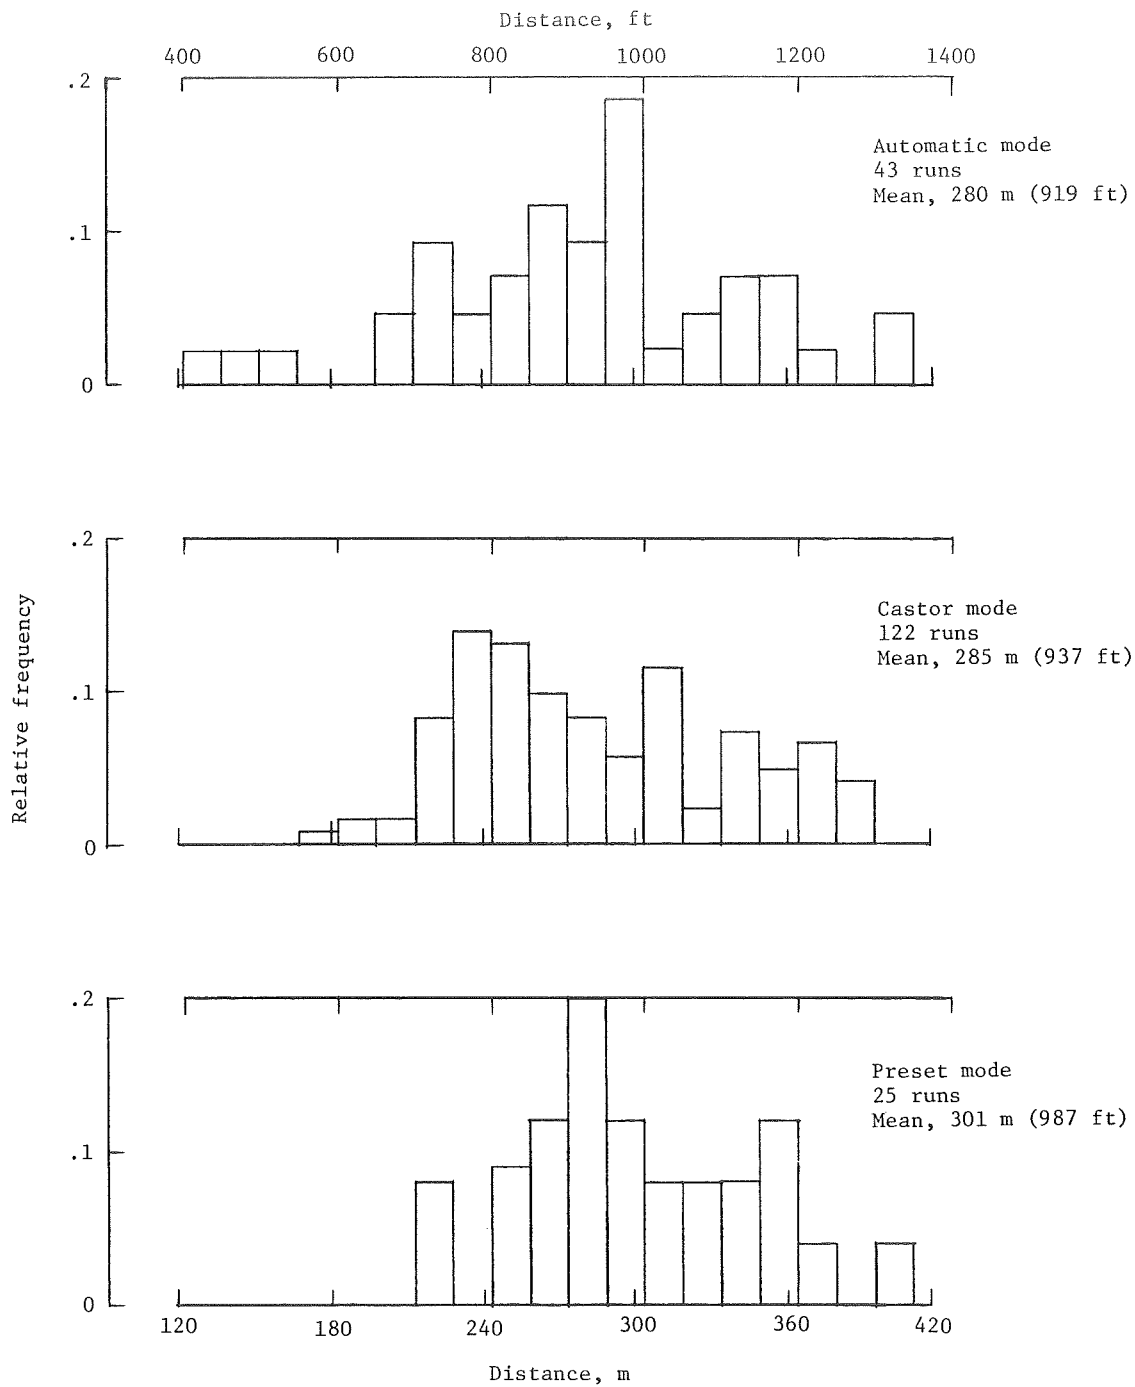 Distance, ft
400 600 800 1000 1200 1400
.2
Automatic mode
43 runs
Mean, 280 m (919 ft)
.1
0
.2
Castor mode
122 runs
Mean, 285 m (937 ft)
Relative frequency
.1
0
.2
Preset mode
25 runs
Mean, 301 m (987 ft)
.1
0
120 180 240 300 360 420
Distance, m